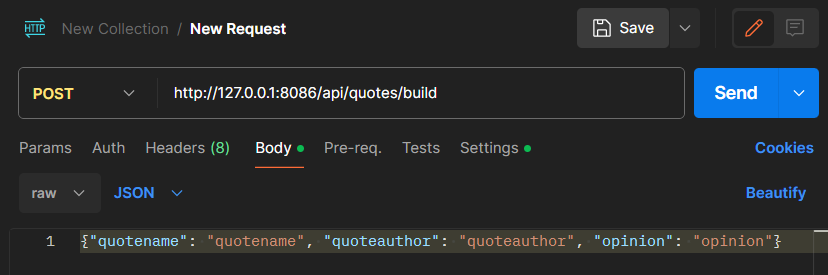 HTTP New Collection / New Request Save
POST http://127.0.0.1:8086/api/quotes/build Send
Params Auth Headers (8) Body Pre-req. Tests Settings Cookies
raw JSON Beautify
1 {"quotename": "quotename", "quoteauthor": "quoteauthor", "opinion": "opinion"}